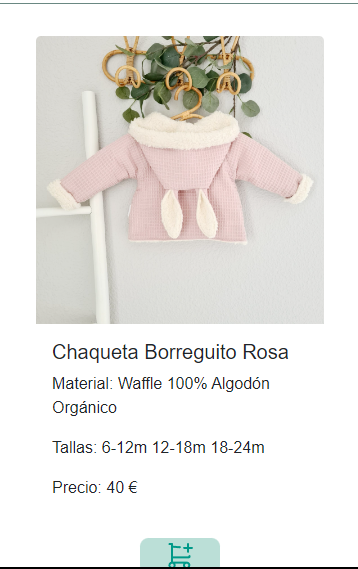 Chaqueta Borreguito Rosa
Material: Waffle 100% Algodón
Orgánico
Tallas: 6-12m 12-18m 18-24m
Precio: 40 €